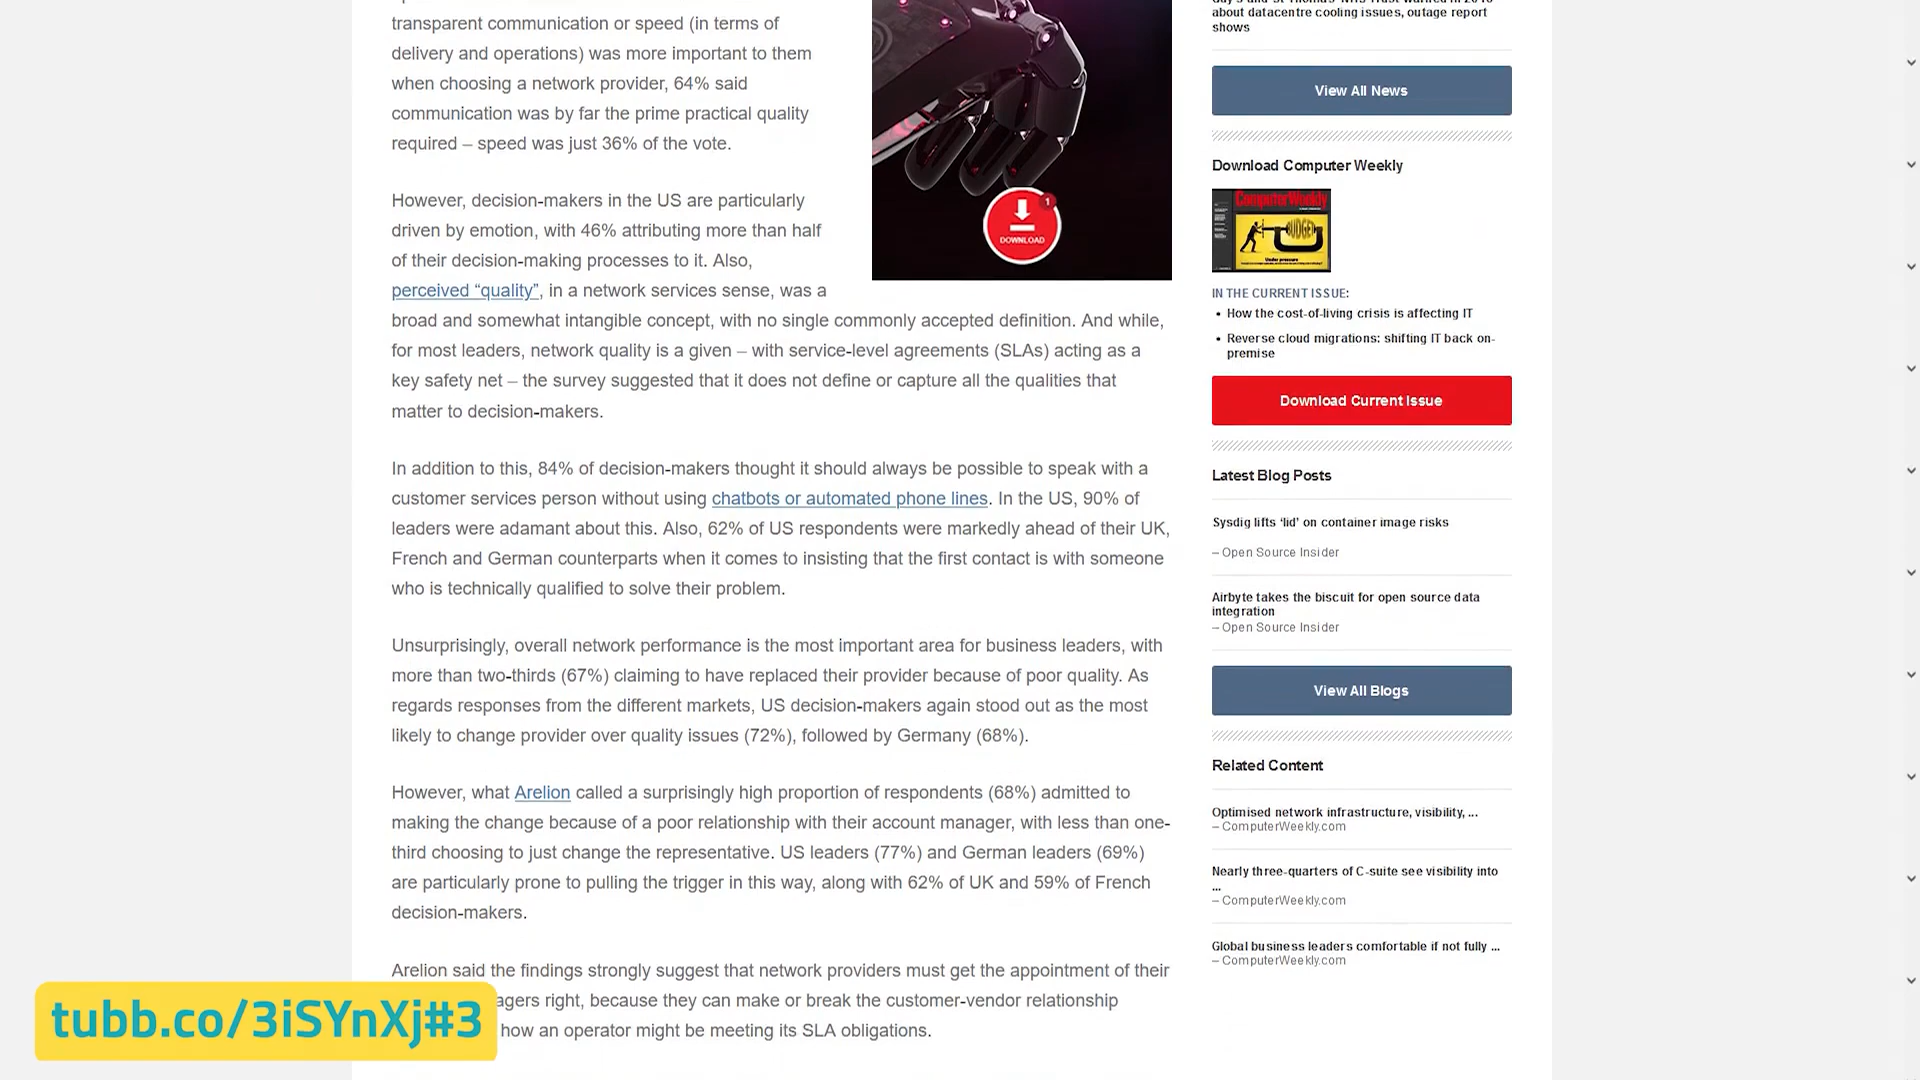 transparent communication or speed (in terms of
delivery and operations) was more important to them
when choosing a network provider, 64% said
communication was by far the prime practical quality
required – speed was just 36% of the vote.
However, decision-makers in the US are particularly
driven by emotion, with 46% attributing more than half
of their decision-making processes to it. Also,
perceived “quality”, in a network services sense, was a
broad and somewhat intangible concept, with no single commonly accepted definition. And while,
for most leaders, network quality is a given – with service-level agreements (SLAs) acting as a
key safety net – the survey suggested that it does not define or capture all the qualities that
matter to decision-makers.
In addition to this, 84% of decision-makers thought it should always be possible to speak with a
customer services person without using chatbots or automated phone lines. In the US, 90% of
leaders were adamant about this. Also, 62% of US respondents were markedly ahead of their UK,
French and German counterparts when it comes to insisting that the first contact is with someone
who is technically qualified to solve their problem.
Unsurprisingly, overall network performance is the most important area for business leaders, with
more than two-thirds (67%) claiming to have replaced their provider because of poor quality. As
regards responses from the different markets, US decision-makers again stood out as the most
likely to change provider over quality issues (72%), followed by Germany (68%).
However, what Arelion called a surprisingly high proportion of respondents (68%) admitted to
making the change because of a poor relationship with their account manager, with less than one-
third choosing to just change the representative. US leaders (77%) and German leaders (69%)
are particularly prone to pulling the trigger in this way, along with 62% of UK and 59% of French
decision-makers.
Arelion said the findings strongly suggest that network providers must get the appointment of their
agers right, because they can make or break the customer-vendor relationship
how an operator might be meeting its SLA obligations.
tubb.co/3iSYnXj#3
1
DOWNLOAD
about datacentre cooling issues, outage report
shows
View All News
Download Computer Weekly
ComputerWeekly
BUDGET
Under pressure
IN THE CURRENT ISSUE:
• How the cost-of-living crisis is affecting IT
• Reverse cloud migrations: shifting IT back on-
premise
Download Current Issue
Latest Blog Posts
Sysdig lifts ‘lid’ on container image risks
– Open Source Insider
Airbyte takes the biscuit for open source data
integration
– Open Source Insider
View All Blogs
Related Content
Optimised network infrastructure, visibility, ...
– ComputerWeekly.com
Nearly three-quarters of C-suite see visibility into
...
– ComputerWeekly.com
Global business leaders comfortable if not fully ...
– ComputerWeekly.com